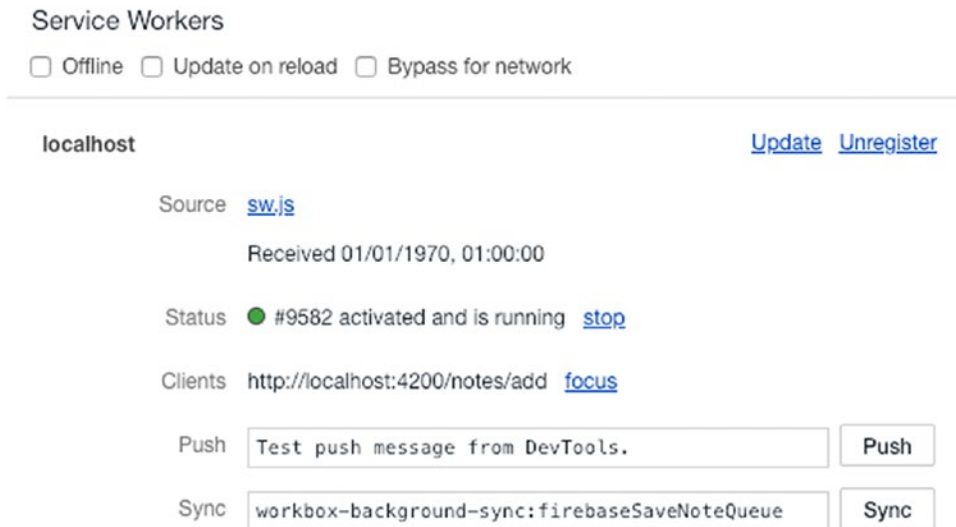 Service Workers
Offline Update on reload Bypass for network
localhost Update Unregister
Source sw.js
Received 01/01/1970, 01:00:00
Status #9582 activated and is running stop
Clients http://localhost:4200/notes/add focus
Push Test push message from DevTools. Push
Sync workbox-background-sync:firebaseSaveNoteQueue Sync